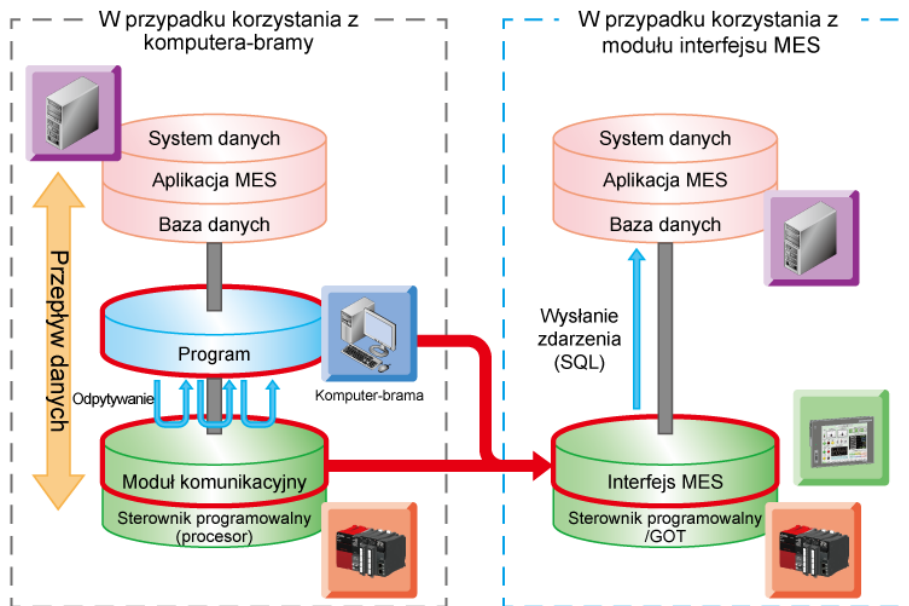 W przypadku korzystania z
komputera-bramy
System danych
Aplikacja MES
Baza danych
Przepływ danych
Program
Komputer-brama
Odpytywanie
Moduł komunikacyjny
Sterownik programowalny
(procesor)
W przypadku korzystania z
modułu interfejsu MES
System danych
Aplikacja MES
Baza danych
Wysłanie
zdarzenia
(SQL)
Interfejs MES
Sterownik programowalny
/GOT